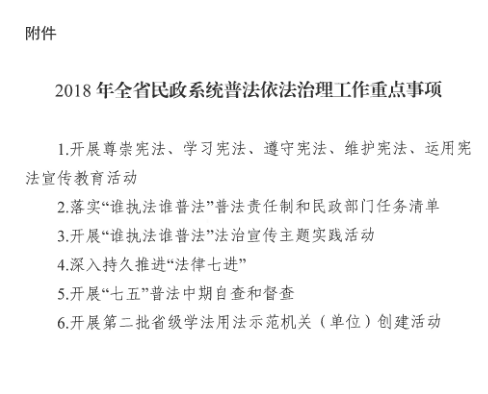 附件
2018 年全省民政系统普法依法治理工作重点事项
1.开展尊崇宪法、学习宪法、遵守宪法、维护宪法、运用宪
法宣传教育活动
2.落实“谁执法谁普法”普法责任制和民政部门任务清单
3.开展“谁执法谁普法”法治宣传主题实践活动
4.深入持久推进“法律七进”
5.开展“七五”普法中期自查和督查
6.开展第二批省级学法用法示范机关（单位）创建活动